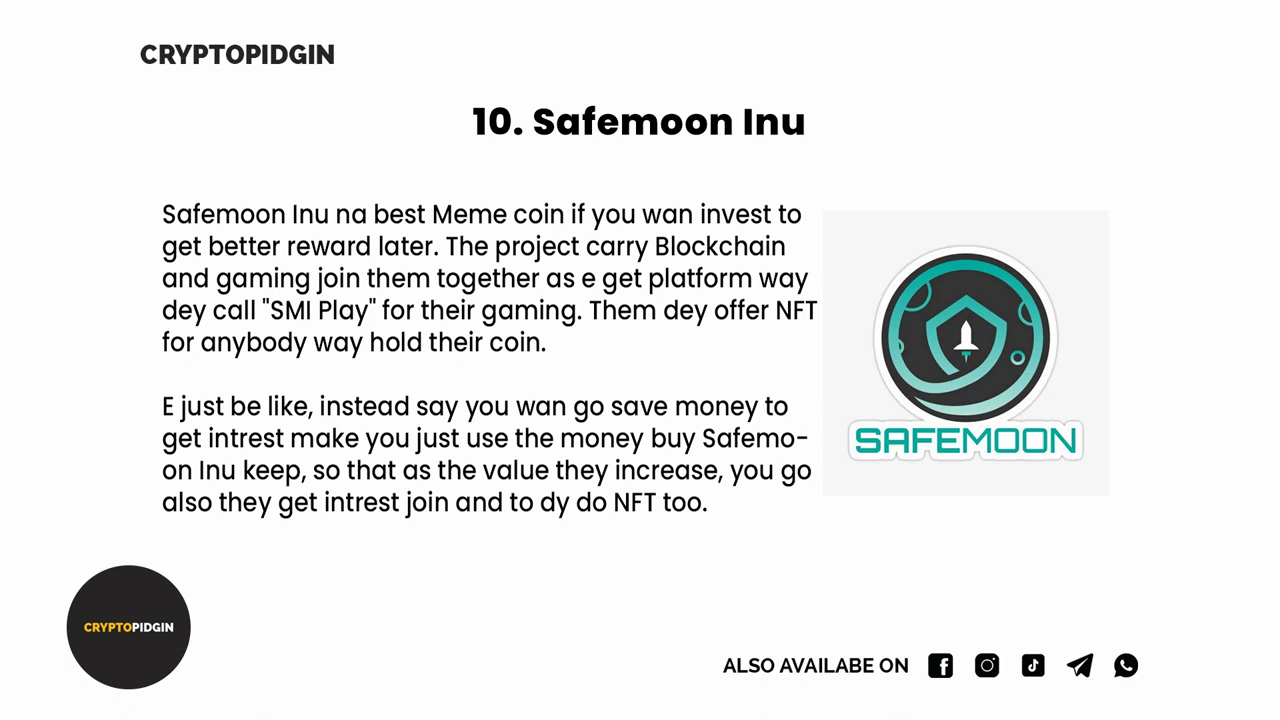 CRYPTOPIDGIN
10. Safemoon Inu
Safemoon Inu na best Meme coin if you wan invest to
get better reward later. The project carry Blockchain
and gaming join them together as e get platform way
dey call "SMI Play" for their gaming. Them dey offer NFT
for anybody way hold their coin.
E just be like, instead say you wan go save money to
get intrest make you just use the money buy Safemo-
on Inu keep, so that as the value they increase, you go
also they get intrest join and to dy do NFT too.
SAFEMOON
CRYPTOPIDGIN
ALSO AVAILABE ON